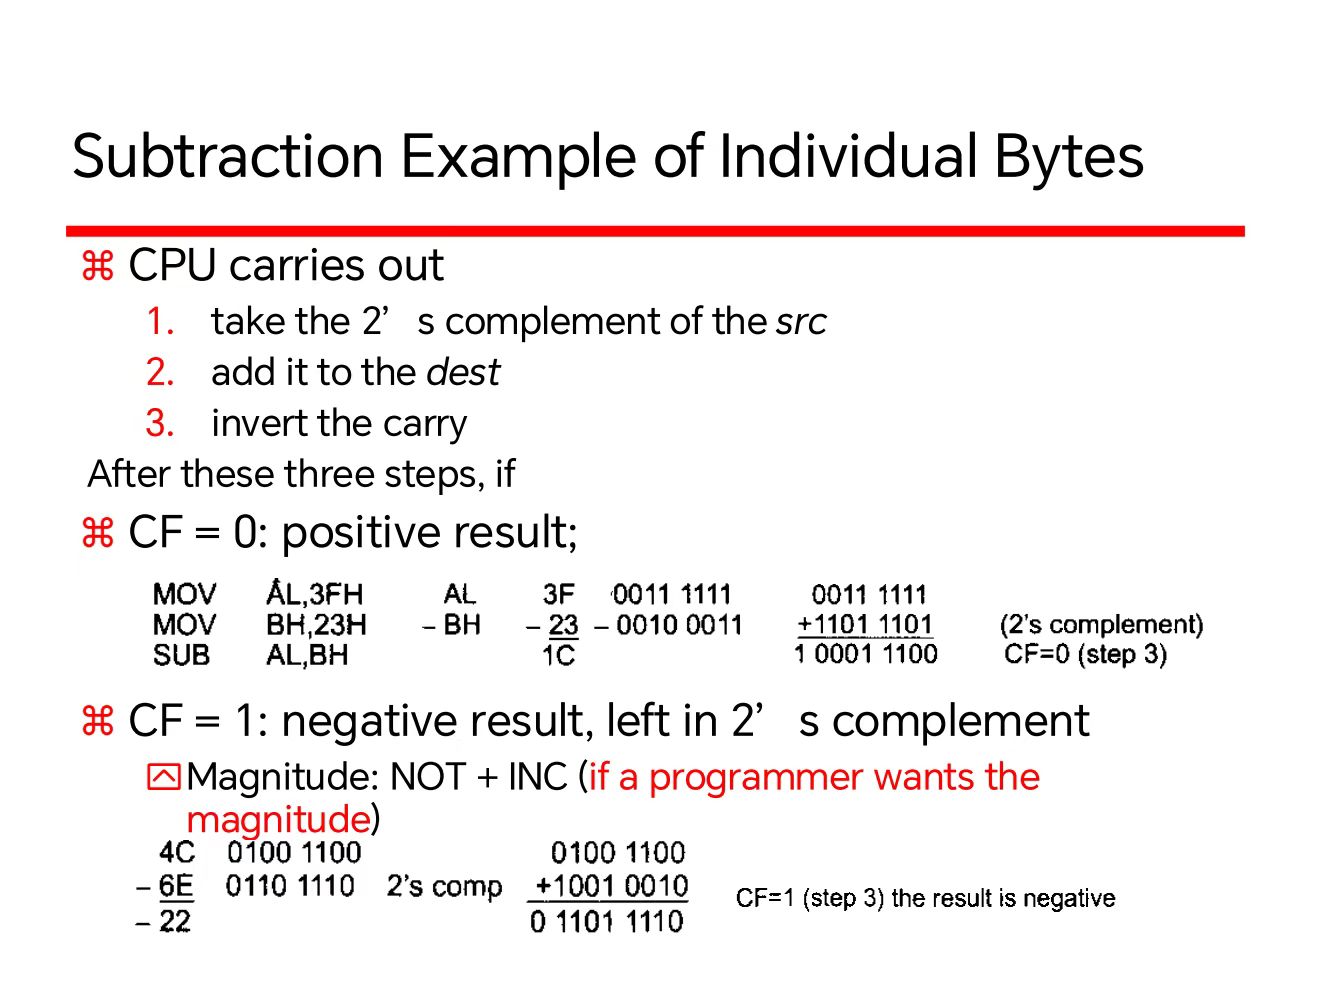 Subtraction Example of Individual Bytes
⌘ CPU carries out
1. take the 2’ s complement of the src
2. add it to the dest
3. invert the carry
After these three steps, if
⌘ CF = 0: positive result;
MOV AL,3FH AL 3F 0011 1111 0011 1111
MOV BH,23H – BH – 23 – 0010 0011 +1101 1101 (2's complement)
SUB AL,BH 1C 1 0001 1100 CF=0 (step 3)
⌘ CF = 1: negative result, left in 2’ s complement
Magnitude: NOT + INC (if a programmer wants the
magnitude)
4C 0100 1100 0100 1100
– 6E 0110 1110 2's comp +1001 0010 CF=1 (step 3) the result is negative
– 22 0 1101 1110